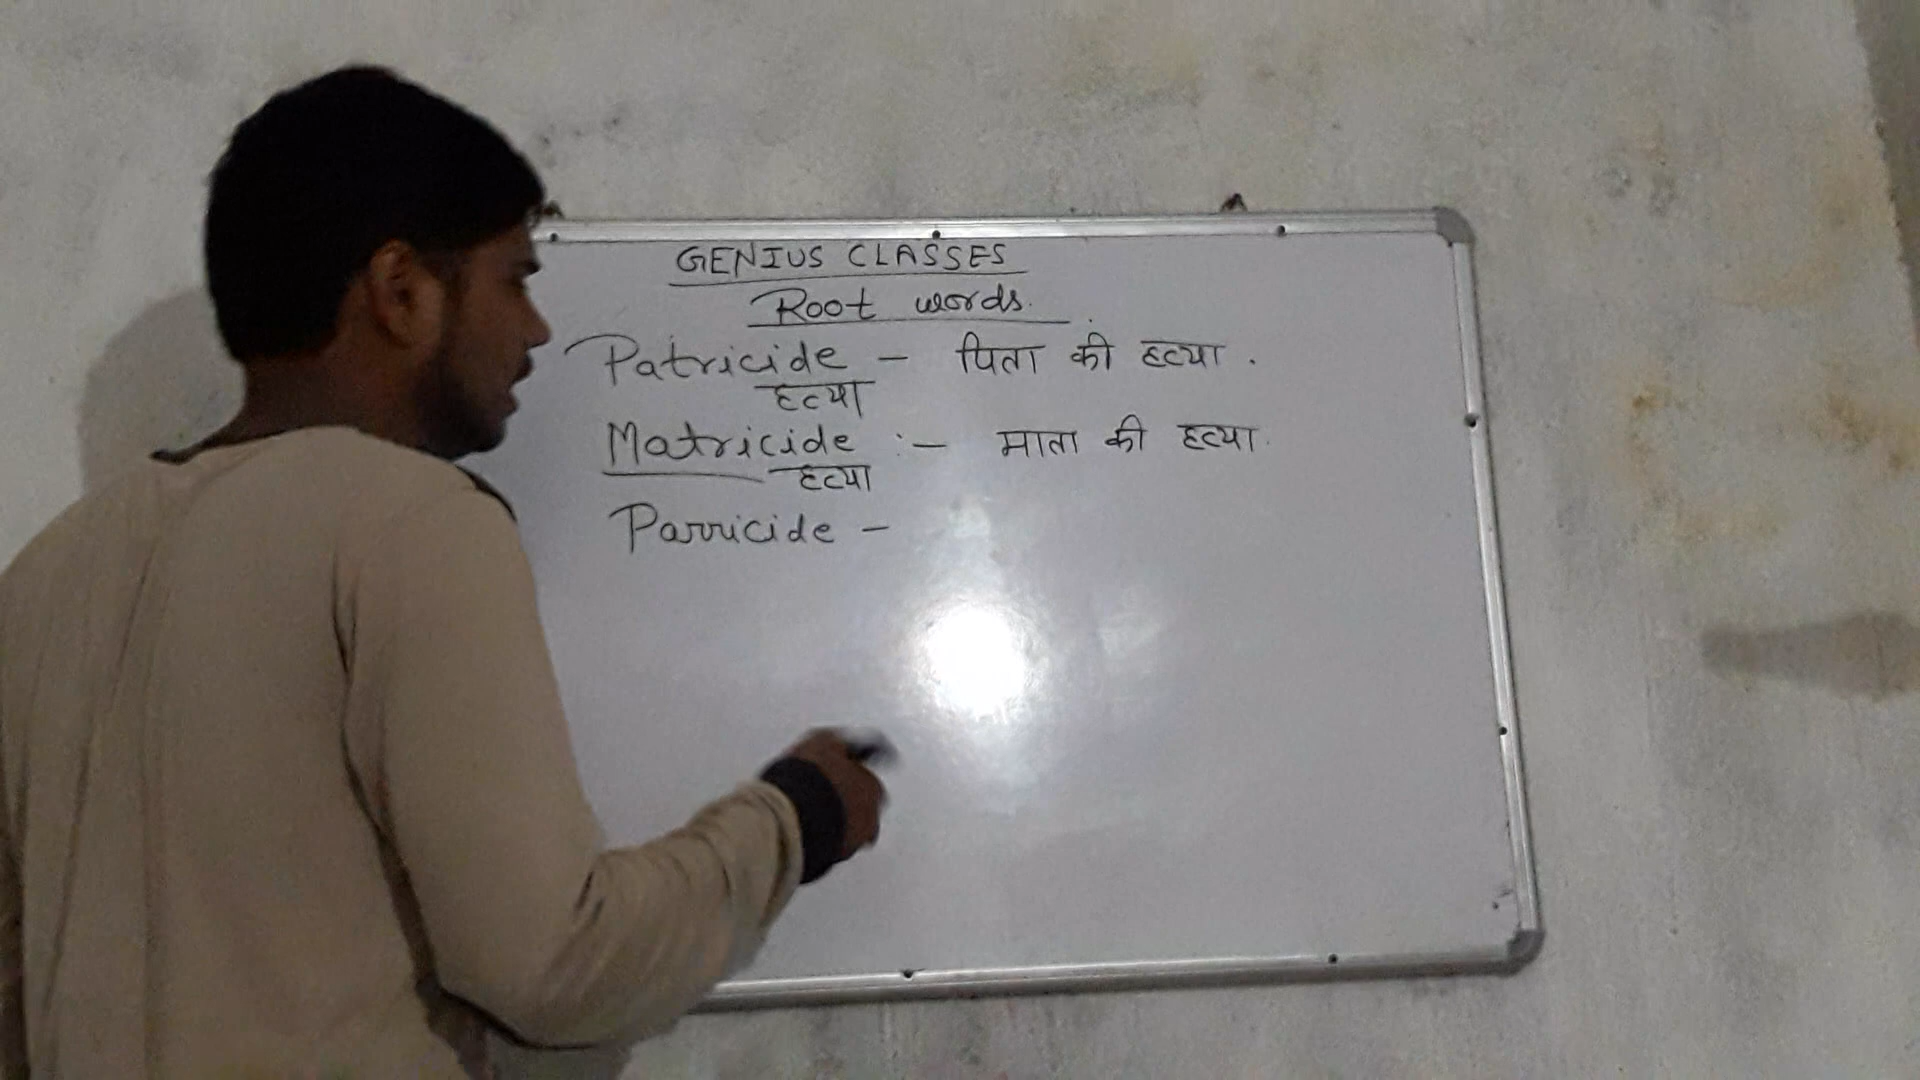 GENIUS CLASSES
Root words.
Patricide – पिता की हत्या .
हत्या
Matricide :– माता की हत्या.
हत्या
Parricide –